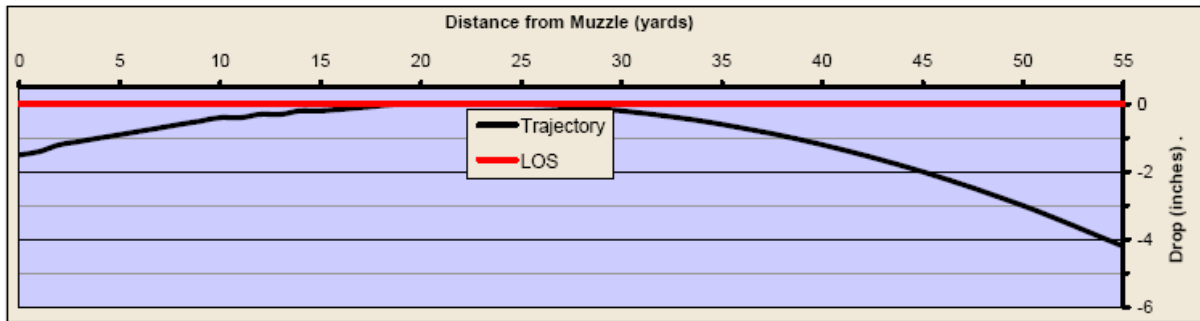 Distance from Muzzle (yards)
0 5 10 15 20 25 30 35 40 45 50 55
0
-2
-4
-6
Drop (inches) .
Trajectory
LOS